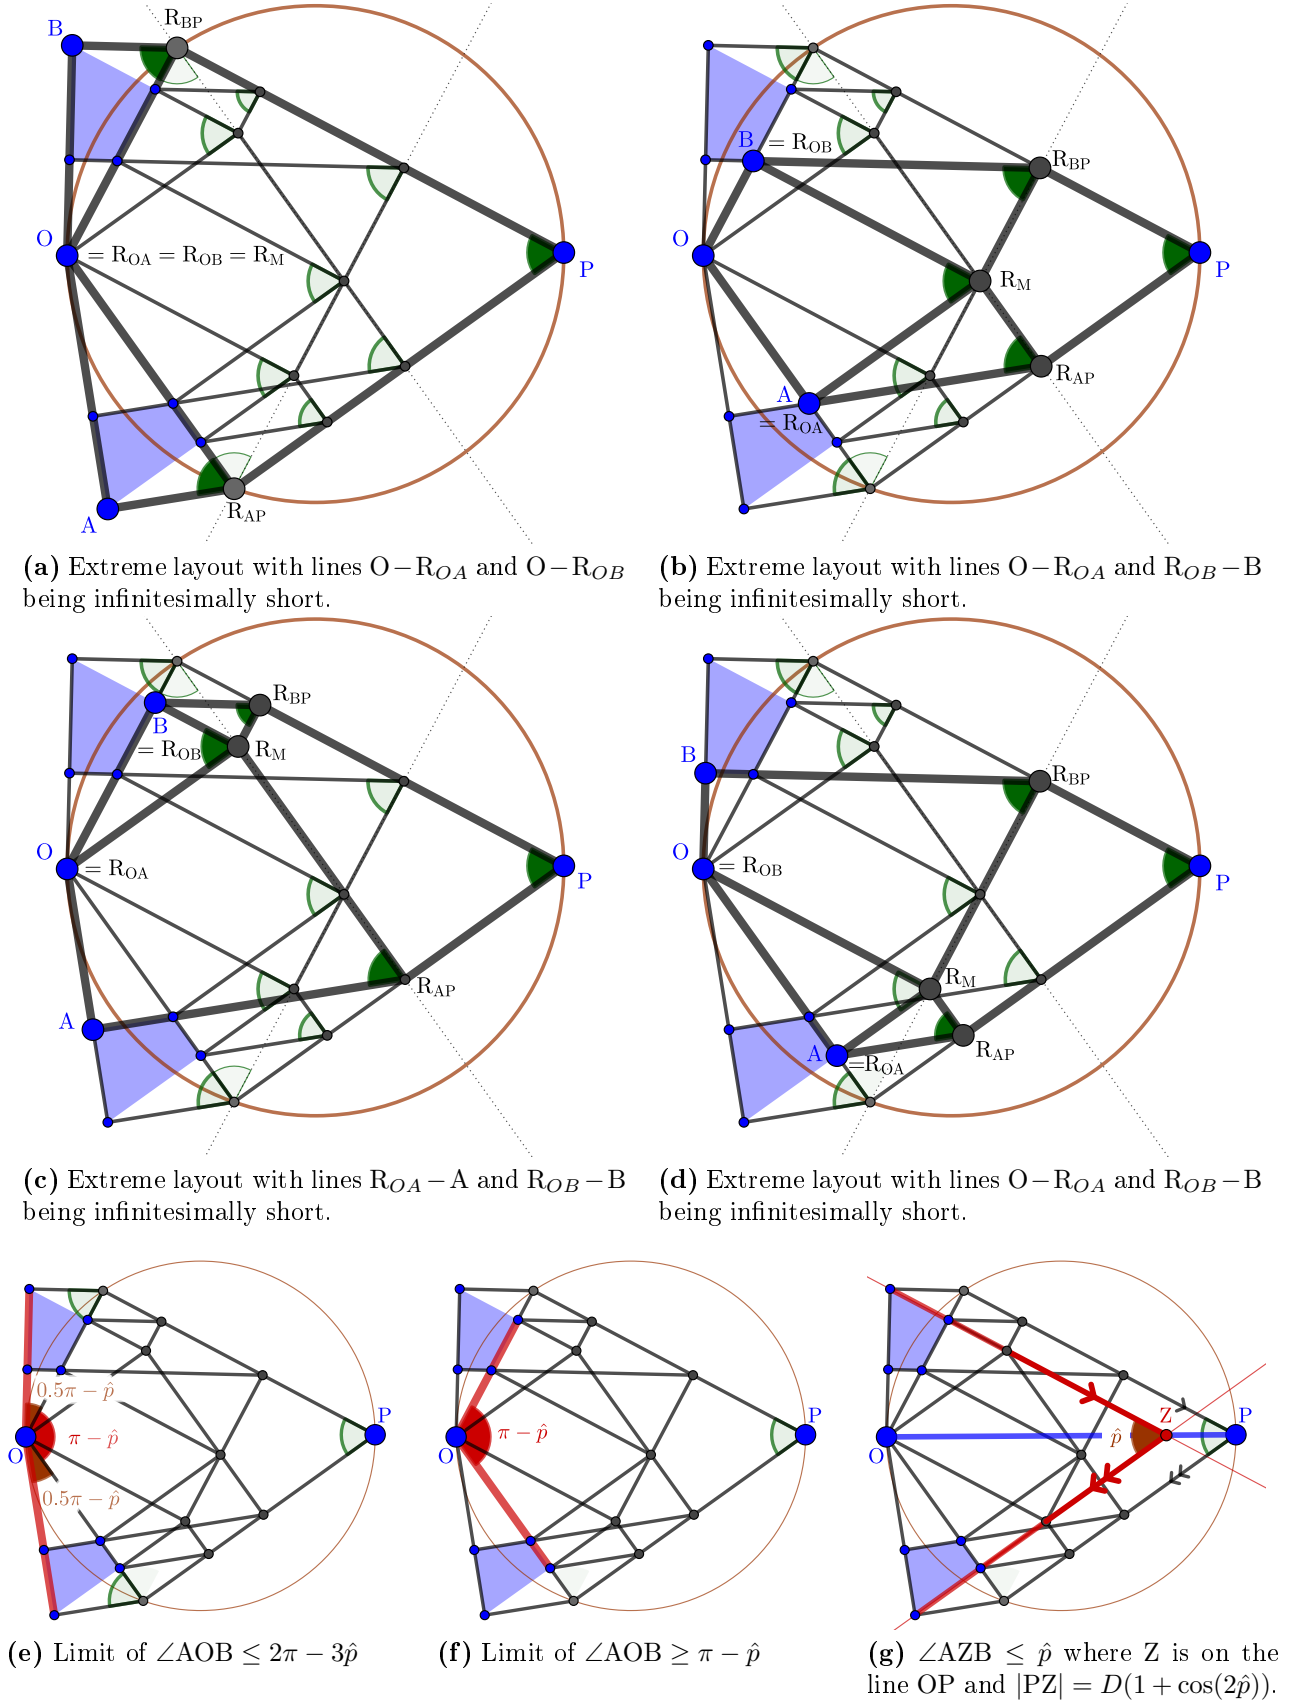 B
R_BP
O
= R_OA = R_OB = R_M
P
A
R_AP
(a) Extreme layout with lines O−R_OA and O−R_OB
being infinitesimally short.
B
= R_OB
R_BP
O
P
R_M
A
= R_OA
R_AP
(b) Extreme layout with lines O−R_OA and R_OB−B
being infinitesimally short.
R_BP
B
= R_OB
R_M
O
= R_OA
P
R_AP
A
(c) Extreme layout with lines R_OA−A and R_OB−B
being infinitesimally short.
B
R_BP
O
= R_OB
P
R_M
A
=R_OA
R_AP
(d) Extreme layout with lines O−R_OA and R_OB−B
being infinitesimally short.
0.5π − p̂
P
π − p̂
O
0.5π − p̂
(e) Limit of ∠AOB ≤ 2π − 3p̂
P
π − p̂
O
(f) Limit of ∠AOB ≥ π − p̂
Z
P
p̂
O
(g) ∠AZB ≤ p̂ where Z is on the
line OP and |PZ| = D(1 + cos(2p̂)).